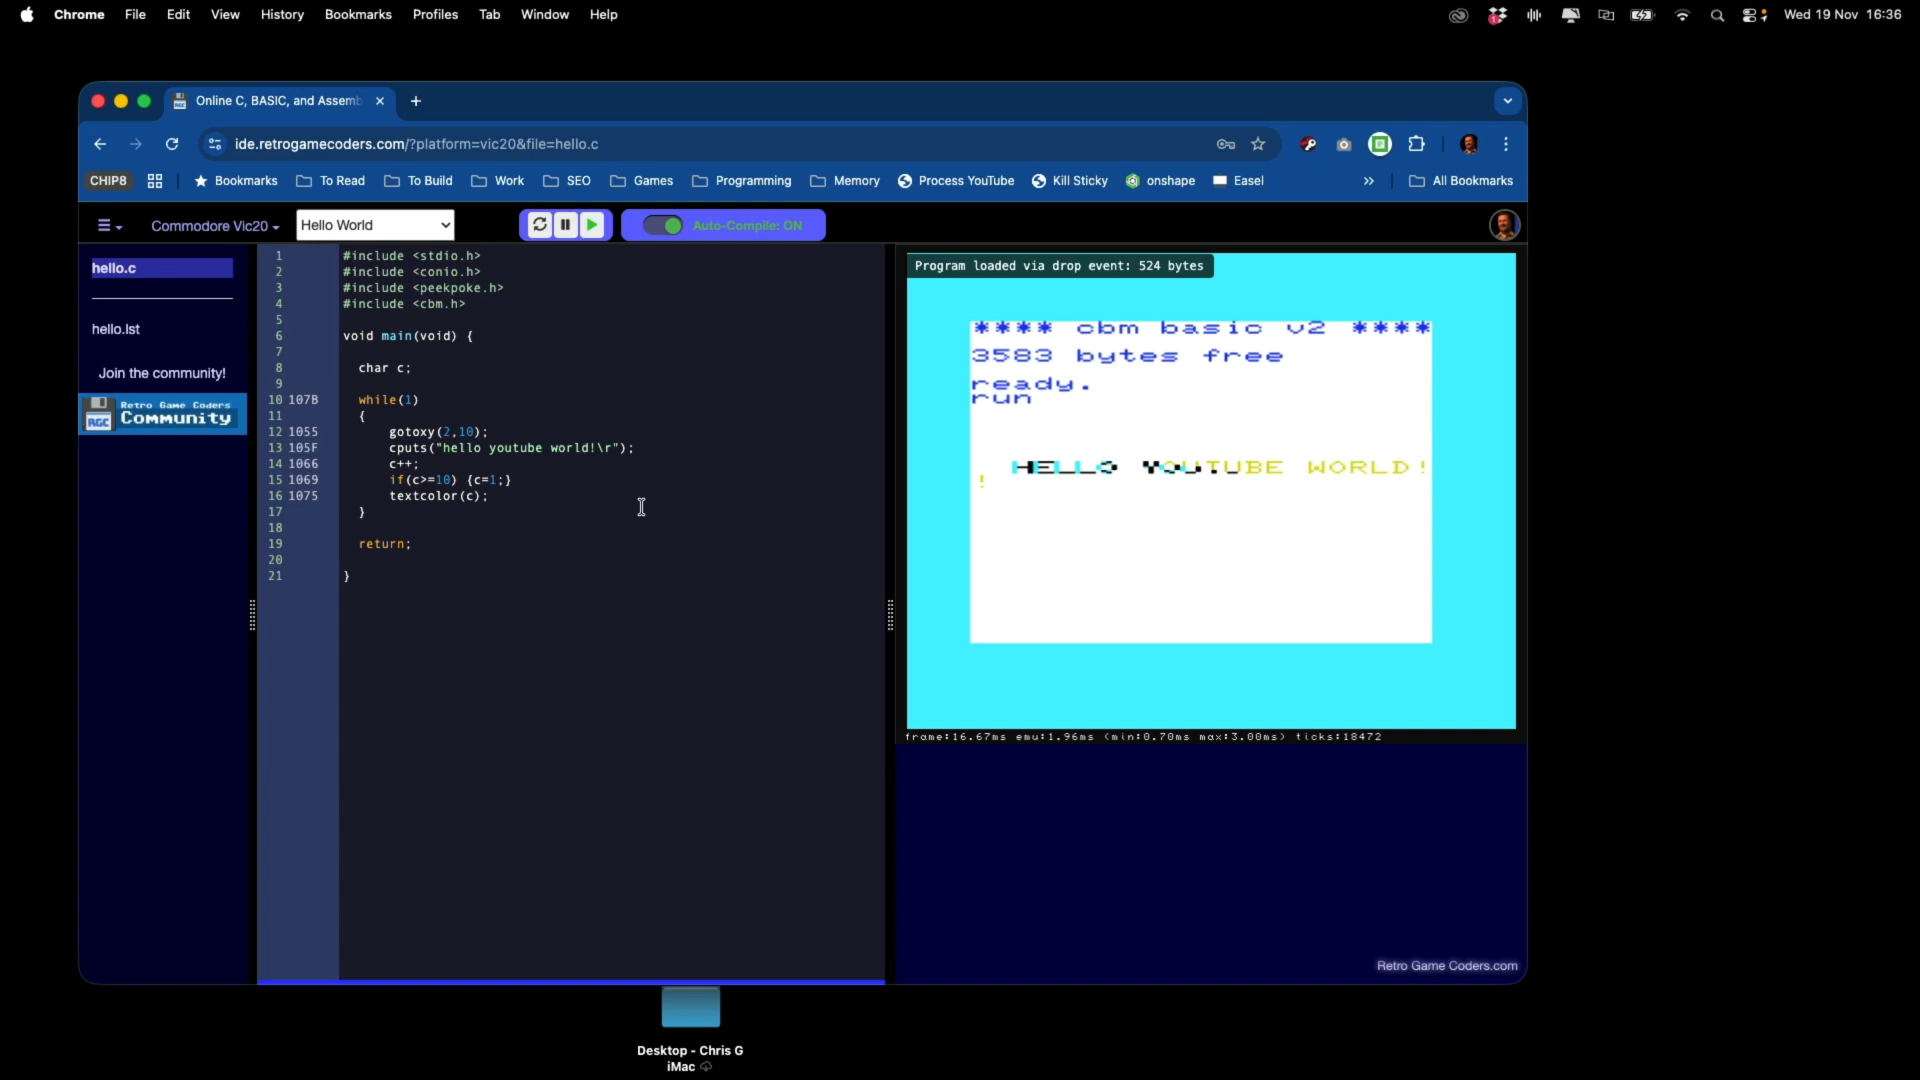 Chrome File Edit View History Bookmarks Profiles Tab Window Help
1
Wed 19 Nov 16:36
Online C, BASIC, and Assemb
ide.retrogamecoders.com/?platform=vic20&file=hello.c
CHIP8 Bookmarks To Read To Build Work SEO Games Programming Memory Process YouTube Kill Sticky onshape Easel » All Bookmarks
Commodore Vic20 Hello World Auto-Compile: ON
hello.c
hello.lst
Join the community!
RGC Retro Game Coders
Community
1 #include <stdio.h>
2 #include <conio.h>
3 #include <peekpoke.h>
4 #include <cbm.h>
5
6 void main(void) {
7
8 char c;
9
10 107B while(1)
11 {
12 1055 gotoxy(2,10);
13 105F cputs("hello youtube world!\r");
14 1066 c++;
15 1069 if(c>=10) {c=1;}
16 1075 textcolor(c);
17 }
18
19 return;
20
21 }
Program loaded via drop event: 524 bytes
**** cbm basic v2 ****
3583 bytes free
ready.
run
HELLO YOUTUBE WORLD!
!
frame:16.67ms emu:1.96ms (min:0.70ms max:3.00ms) ticks:18472
Retro Game Coders.com
Desktop - Chris G
iMac